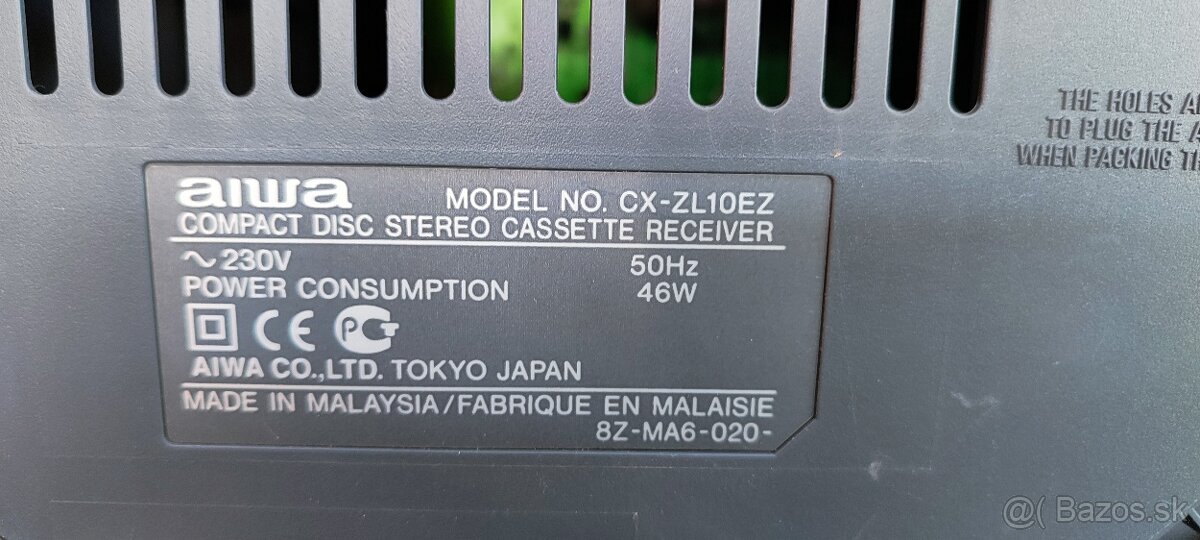 THE HOLES
TO PLUG THE
WHEN PACKING
aiwa MODEL NO. CX-ZL10EZ
COMPACT DISC STEREO CASSETTE RECEIVER
~230V 50Hz
POWER CONSUMPTION 46W
CE PCT
AIWA CO.,LTD. TOKYO JAPAN
MADE IN MALAYSIA/FABRIQUE EN MALAISIE
8Z-MA6-020-
@( Bazos.sk